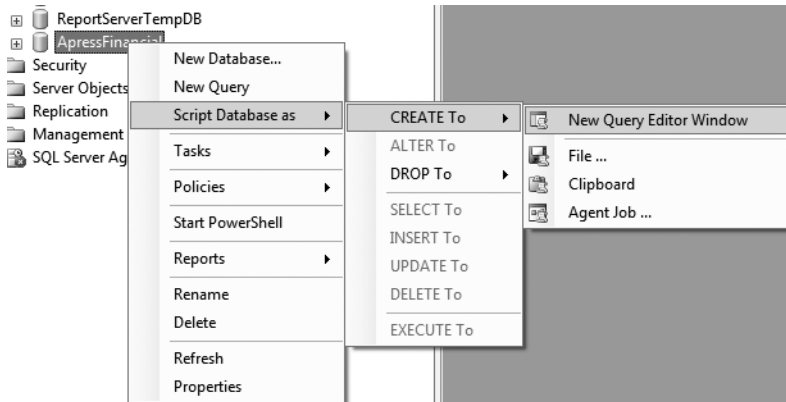 ReportServerTempDB
ApressFinancial
Security
Server Objects
Replication
Management
SQL Server Ag
New Database...
New Query
Script Database as
Tasks
Policies
Start PowerShell
Reports
Rename
Delete
Refresh
Properties
CREATE To
ALTER To
DROP To
SELECT To
INSERT To
UPDATE To
DELETE To
EXECUTE To
New Query Editor Window
File ...
Clipboard
Agent Job ...